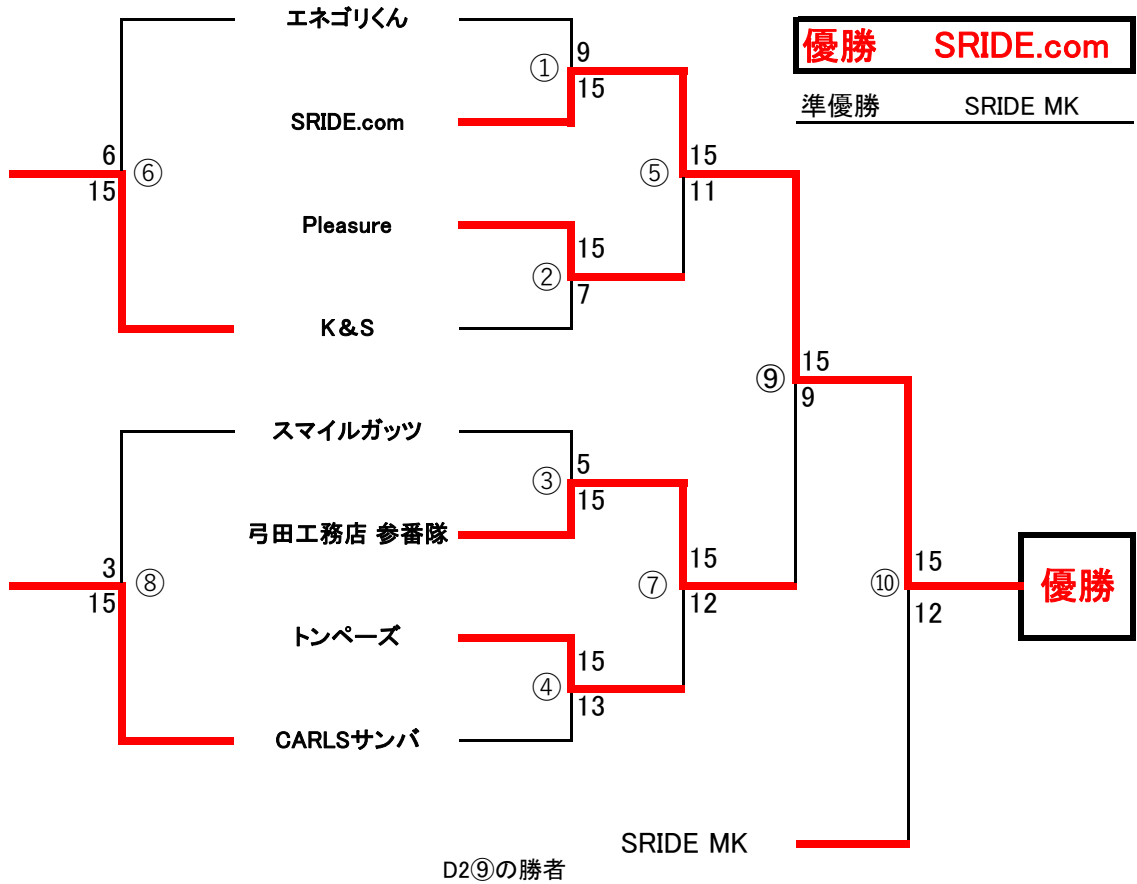 エネゴリくん
優勝 SRIDE.com
9
①
15
準優勝 SRIDE MK
SRIDE.com
6
15
⑥
⑤
15
11
Pleasure
15
②
7
K&S
15
⑨
9
スマイルガッツ
5
③
15
弓田工務店 参番隊
3
15
⑧
15
⑦
12
15
⑩
12
優勝
トンペーズ
15
④
13
CARLSサンバ
SRIDE MK
D2⑨の勝者